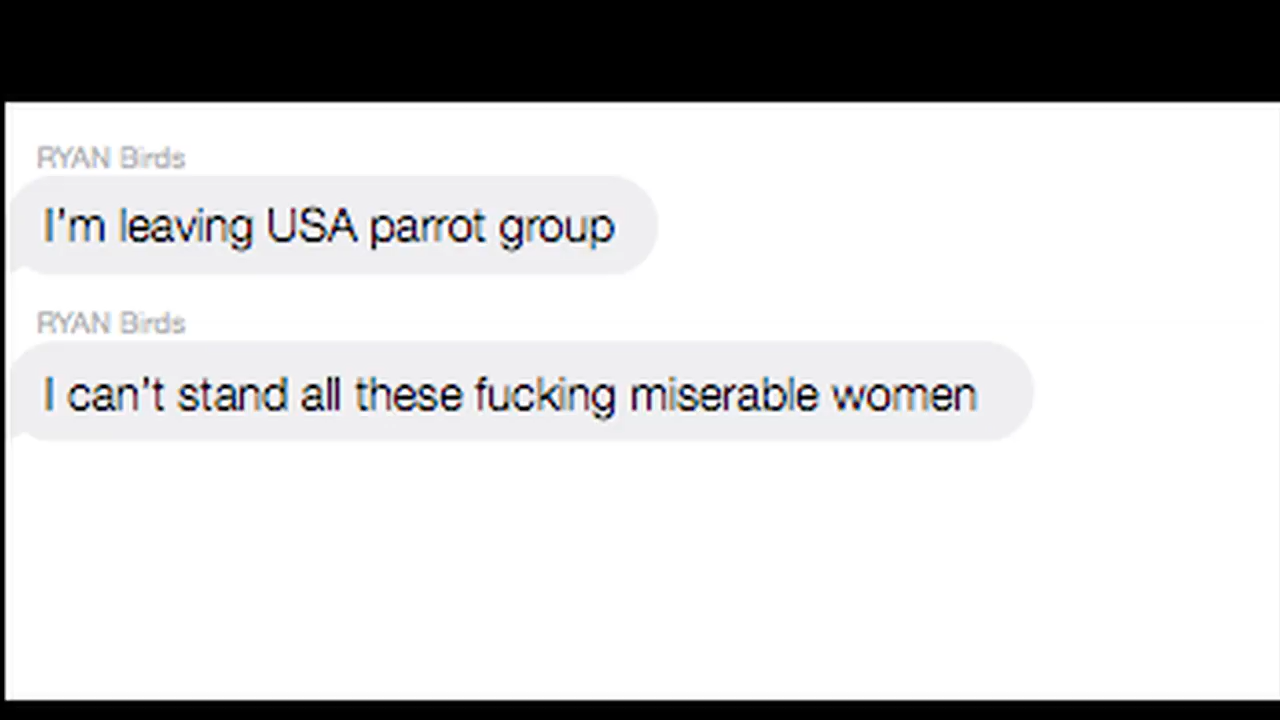 RYAN Birds
I'm leaving USA parrot group
RYAN Birds
I can't stand all these fucking miserable women